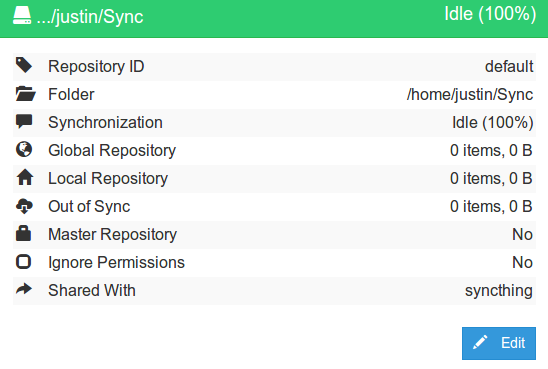 .../justin/Sync Idle (100%)
Repository ID default
Folder /home/justin/Sync
Synchronization Idle (100%)
Global Repository 0 items, 0 B
Local Repository 0 items, 0 B
Out of Sync 0 items, 0 B
Master Repository No
Ignore Permissions No
Shared With syncthing
Edit